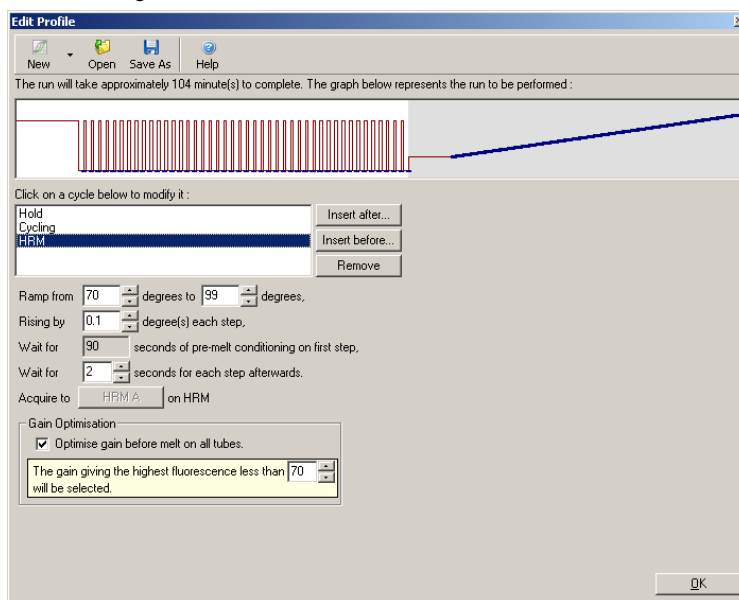 Edit Profile
New Open Save As Help
The run will take approximately 104 minute(s) to complete. The graph below represents the run to be performed :
Click on a cycle below to modify it :
Hold
Cycling
HRM
Insert after...
Insert before...
Remove
Ramp from 70 degrees to 99 degrees,
Rising by 0.1 degree(s) each step,
Wait for 90 seconds of pre-melt conditioning on first step,
Wait for 2 seconds for each step afterwards.
Acquire to HRM A on HRM
Gain Optimisation
Optimise gain before melt on all tubes.
The gain giving the highest fluorescence less than 70
will be selected.
OK